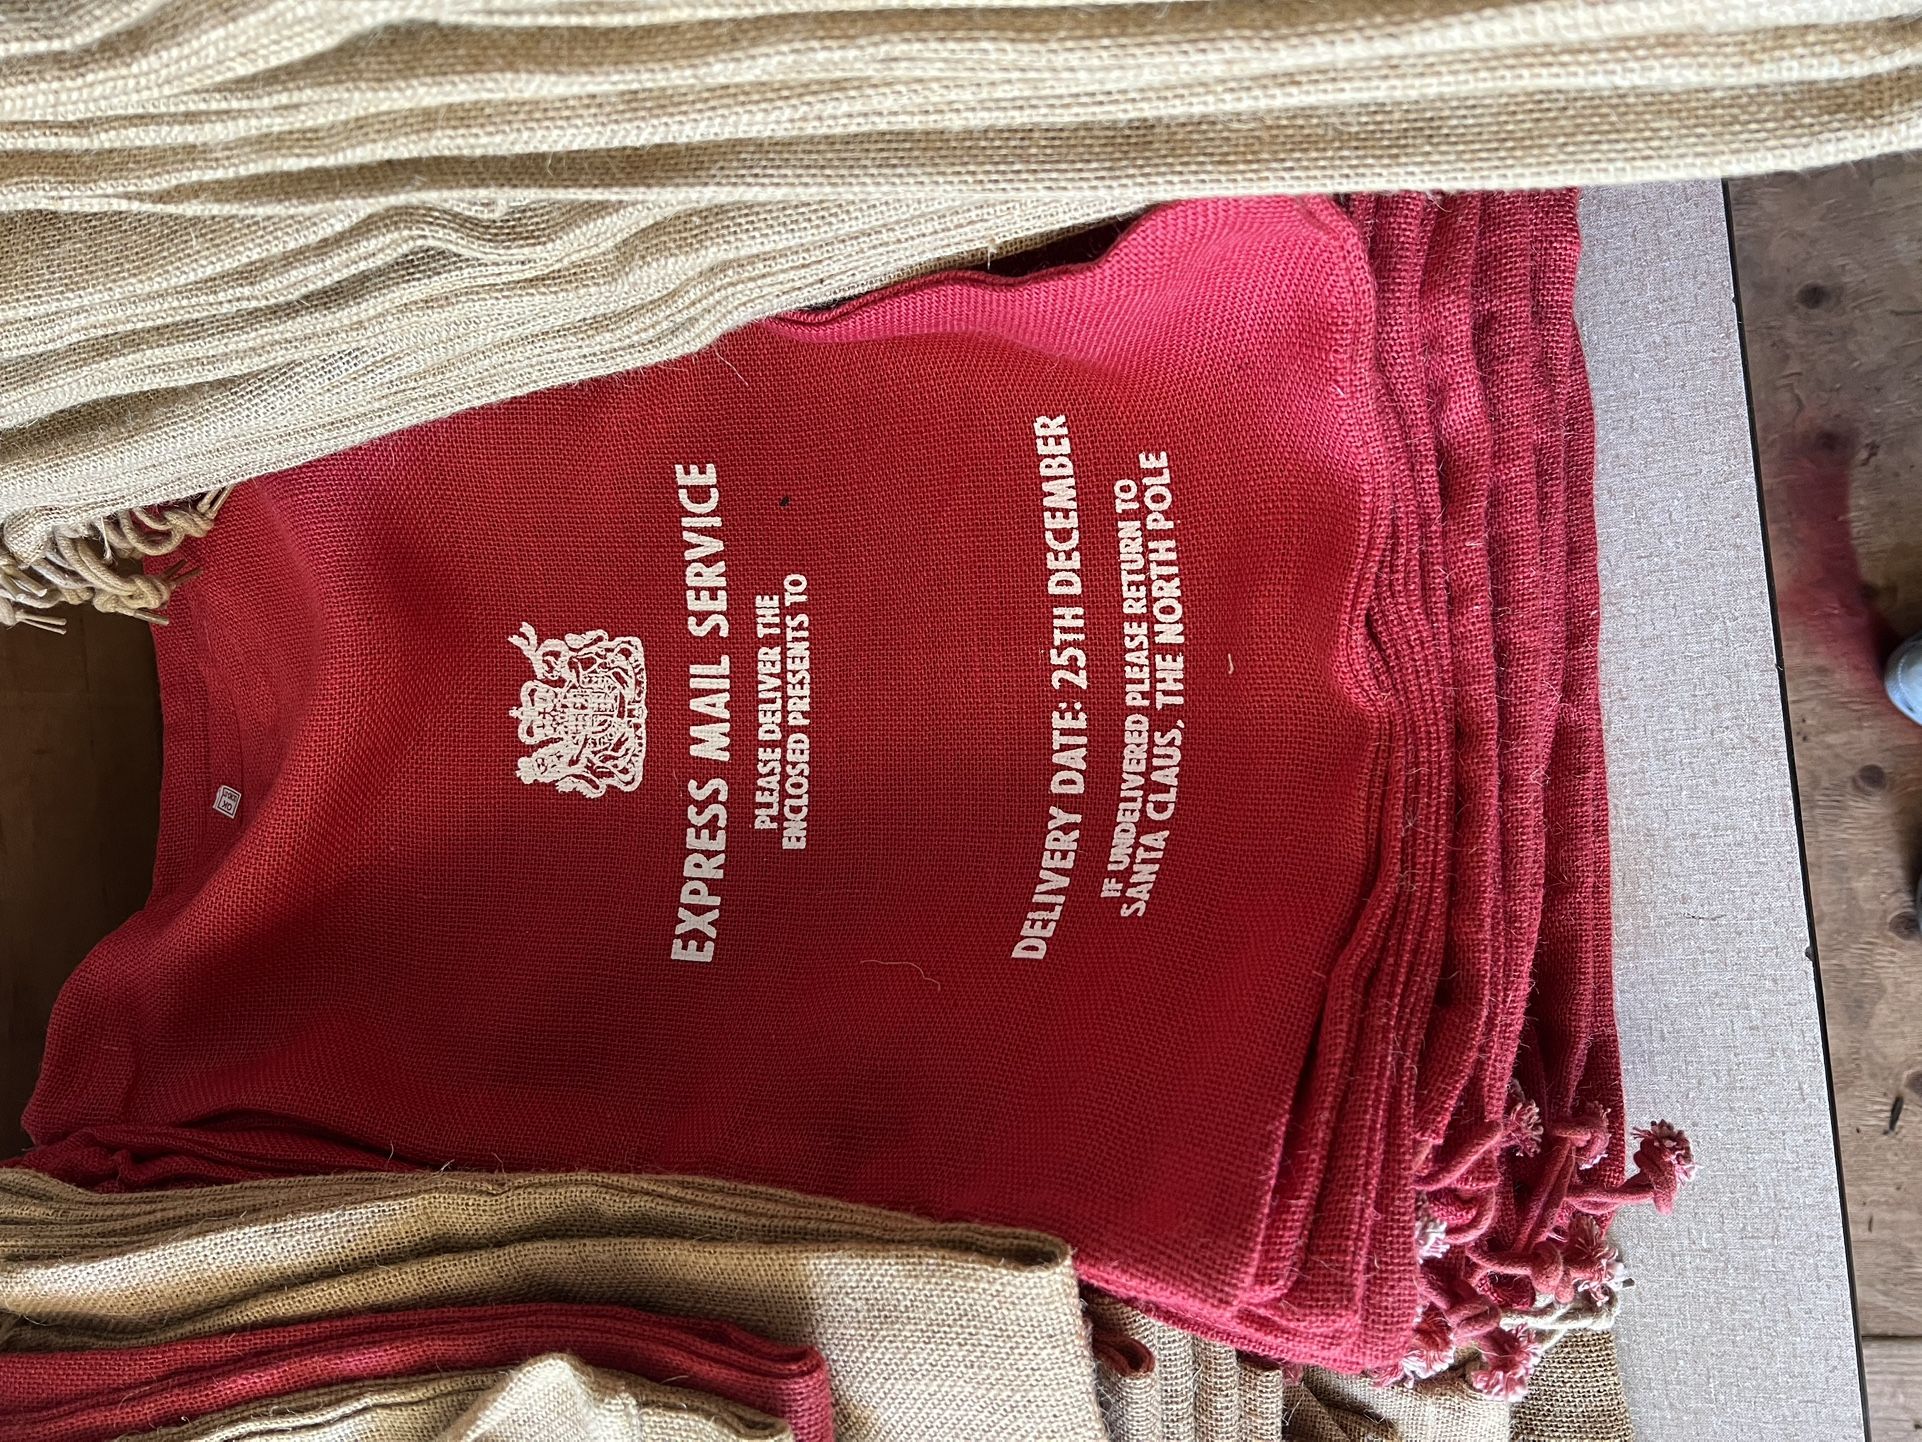 EXPRESS MAIL SERVICE
PLEASE DELIVER THE
ENCLOSED PRESENTS TO
DELIVERY DATE: 25TH DECEMBER
IF UNDELIVERED PLEASE RETURN TO
SANTA CLAUS, THE NORTH POLE